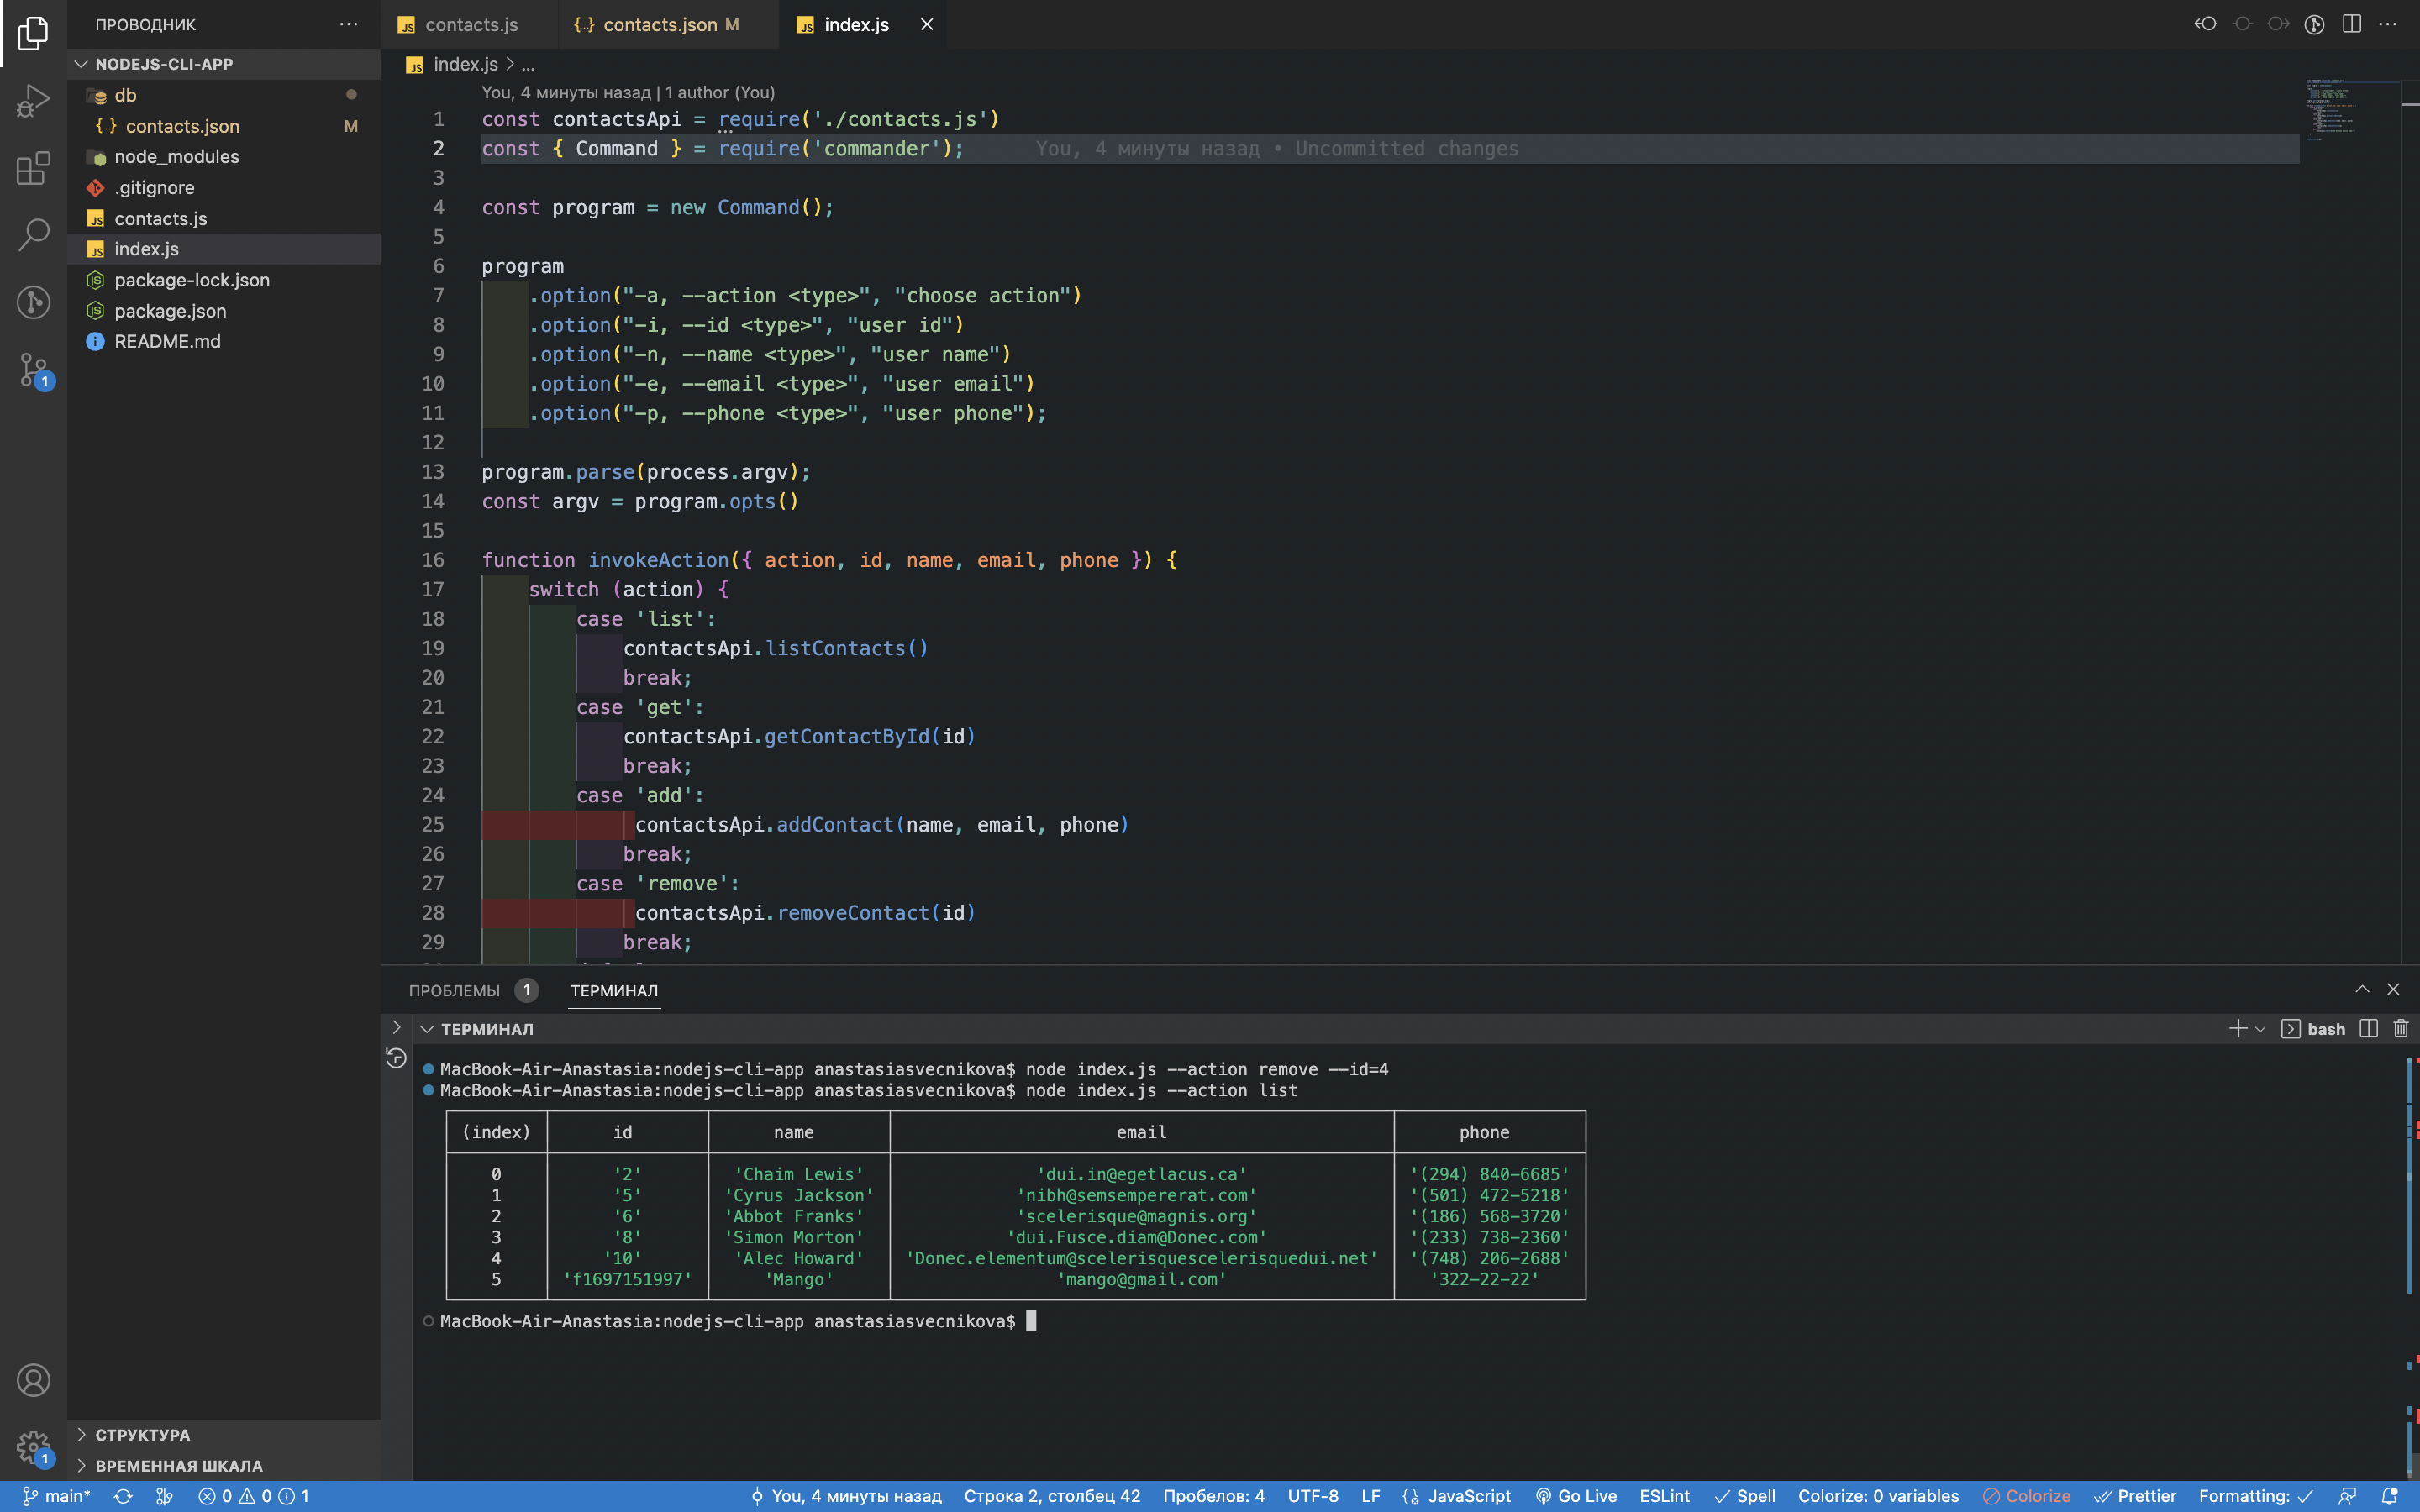 ПРОВОДНИК
NODEJS-CLI-APP
db
contacts.json M
node_modules
.gitignore
contacts.js
index.js
package-lock.json
package.json
README.md
1
1
СТРУКТУРА
ВРЕМЕННАЯ ШКАЛА
contacts.js
contacts.json M
index.js
index.js > ...
You, 4 минуты назад | 1 author (You)
1 const contactsApi = require('./contacts.js')
2 const { Command } = require('commander'); You, 4 минуты назад • Uncommitted changes
3
4 const program = new Command();
5
6 program
7 .option("-a, --action <type>", "choose action")
8 .option("-i, --id <type>", "user id")
9 .option("-n, --name <type>", "user name")
10 .option("-e, --email <type>", "user email")
11 .option("-p, --phone <type>", "user phone");
12
13 program.parse(process.argv);
14 const argv = program.opts()
15
16 function invokeAction({ action, id, name, email, phone }) {
17 switch (action) {
18 case 'list':
19 contactsApi.listContacts()
20 break;
21 case 'get':
22 contactsApi.getContactById(id)
23 break;
24 case 'add':
25 contactsApi.addContact(name, email, phone)
26 break;
27 case 'remove':
28 contactsApi.removeContact(id)
29 break;
ПРОБЛЕМЫ 1 ТЕРМИНАЛ
ТЕРМИНАЛ bash
MacBook-Air-Anastasia:nodejs-cli-app anastasiasvecnikova$ node index.js --action remove --id=4
MacBook-Air-Anastasia:nodejs-cli-app anastasiasvecnikova$ node index.js --action list
(index) id name email phone
0 '2' 'Chaim Lewis' 'dui.in@egetlacus.ca' '(294) 840-6685'
1 '5' 'Cyrus Jackson' 'nibh@semsempererat.com' '(501) 472-5218'
2 '6' 'Abbot Franks' 'scelerisque@magnis.org' '(186) 568-3720'
3 '8' 'Simon Morton' 'dui.Fusce.diam@Donec.com' '(233) 738-2360'
4 '10' 'Alec Howard' 'Donec.elementum@scelerisquescelerisquedui.net' '(748) 206-2688'
5 'f1697151997' 'Mango' 'mango@gmail.com' '322-22-22'
MacBook-Air-Anastasia:nodejs-cli-app anastasiasvecnikova$
main* 0 0 1 You, 4 минуты назад Строка 2, столбец 42 Пробелов: 4 UTF-8 LF JavaScript Go Live ESLint Spell Colorize: 0 variables Colorize Prettier Formatting: